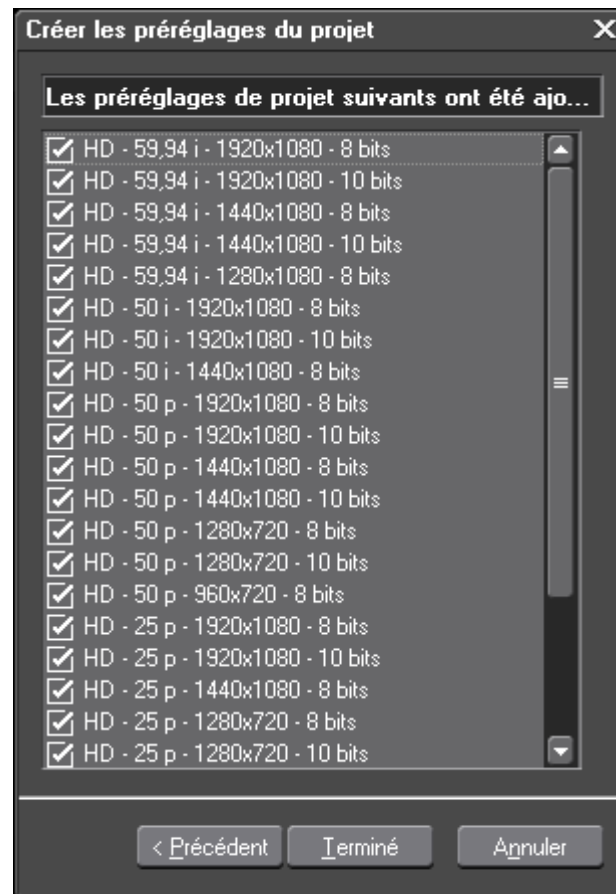 Créer les préréglages du projet
Les préréglages de projet suivants ont été ajo...
HD - 59,94 i - 1920x1080 - 8 bits
HD - 59,94 i - 1920x1080 - 10 bits
HD - 59,94 i - 1440x1080 - 8 bits
HD - 59,94 i - 1440x1080 - 10 bits
HD - 59,94 i - 1280x1080 - 8 bits
HD - 50 i - 1920x1080 - 8 bits
HD - 50 i - 1920x1080 - 10 bits
HD - 50 i - 1440x1080 - 8 bits
HD - 50 p - 1920x1080 - 8 bits
HD - 50 p - 1920x1080 - 10 bits
HD - 50 p - 1440x1080 - 8 bits
HD - 50 p - 1440x1080 - 10 bits
HD - 50 p - 1280x720 - 8 bits
HD - 50 p - 1280x720 - 10 bits
HD - 50 p - 960x720 - 8 bits
HD - 25 p - 1920x1080 - 8 bits
HD - 25 p - 1920x1080 - 10 bits
HD - 25 p - 1440x1080 - 8 bits
HD - 25 p - 1280x720 - 8 bits
HD - 25 p - 1280x720 - 10 bits
< Précédent
Terminé
Annuler